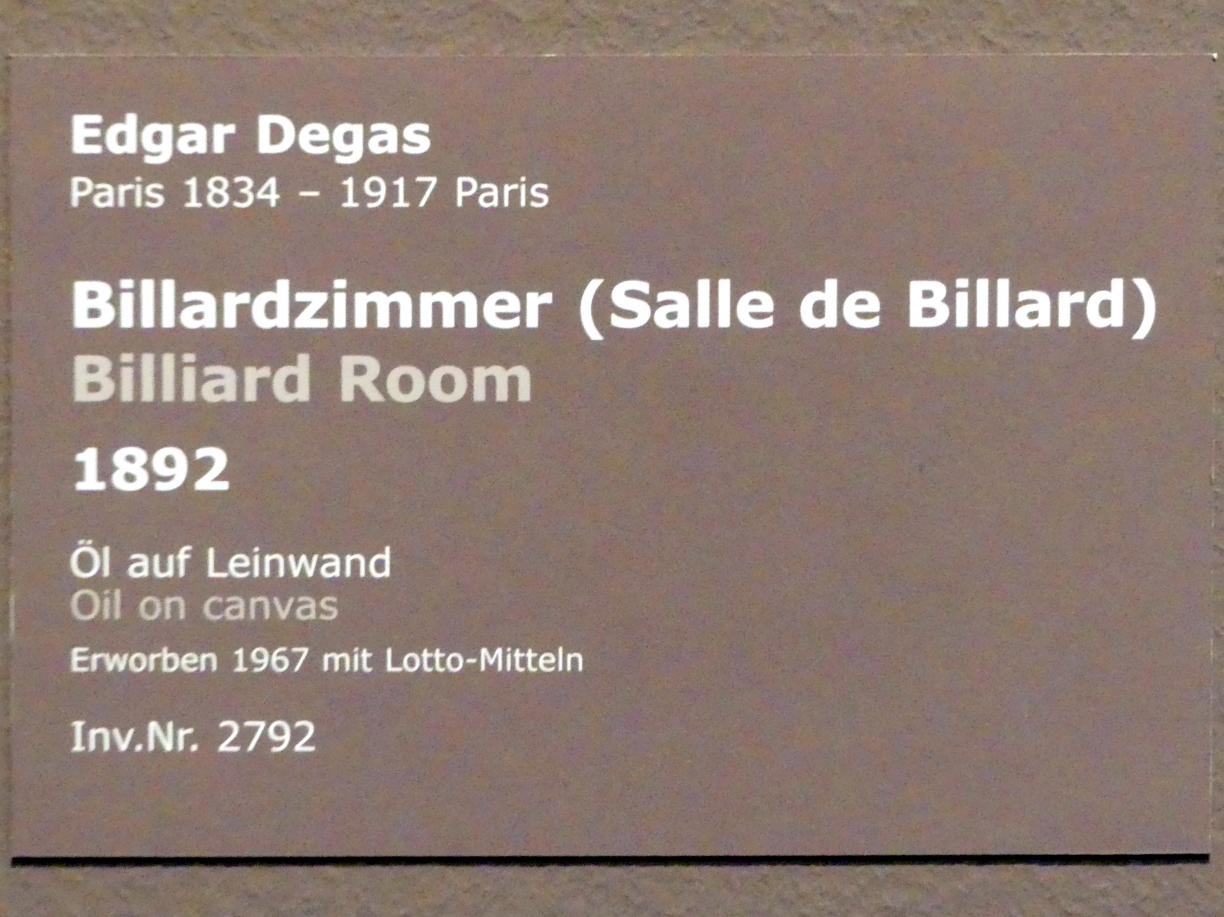 Edgar Degas
Paris 1834 – 1917 Paris
Billardzimmer (Salle de Billard)
Billiard Room
1892
Öl auf Leinwand
Oil on canvas
Erworben 1967 mit Lotto-Mitteln
Inv.Nr. 2792